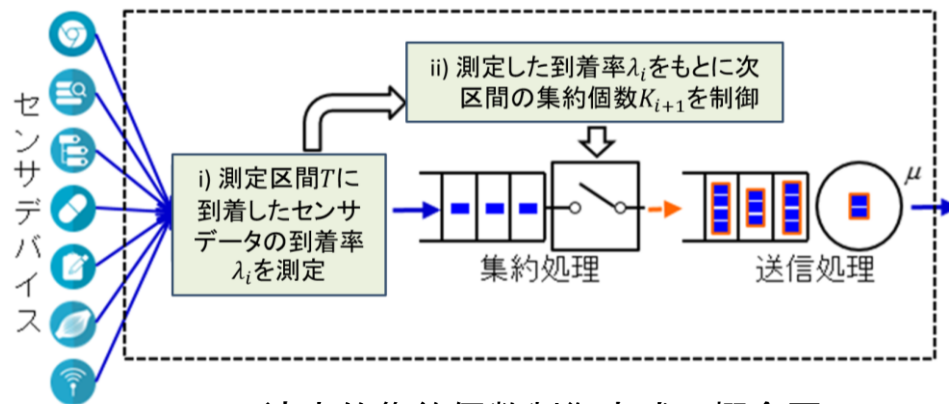 センサデバイス
ii) 測定した到着率λ_iをもとに次
区間の集約個数K_{i+1}を制御
i) 測定区間Tに
到着したセンサ
データの到着率
λ_iを測定
μ
集約処理
送信処理